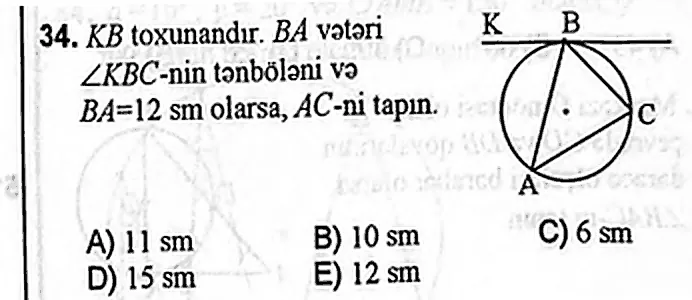 34. KB toxunandır. BA vətəri
∠KBC-nin tənböləni və
BA=12 sm olarsa, AC-ni tapın.
K B
C
A
A) 11 sm B) 10 sm C) 6 sm
D) 15 sm E) 12 sm